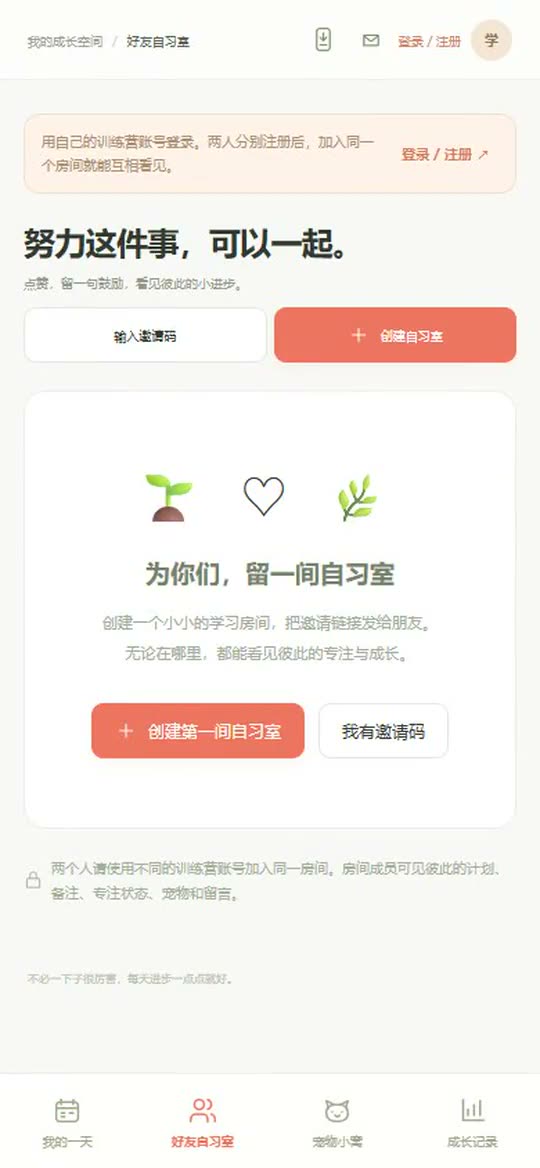 我的成长空间 / 好友自习室
登录 / 注册
学
用自己的训练营账号登录。两人分别注册后，加入同一
个房间就能互相看见。
登录 / 注册 ↗
努力这件事，可以一起。
点赞，留一句鼓励，看见彼此的小进步。
输入邀请码
＋ 创建自习室
为你们，留一间自习室
创建一个小小的学习房间，把邀请链接发给朋友。
无论在哪里，都能看见彼此的专注与成长。
＋ 创建第一间自习室
我有邀请码
两个人请使用不同的训练营账号加入同一房间。房间成员可见彼此的计划、
备注、专注状态、宠物和留言。
不必一下子很厉害，每天进步一点点就好。
我的一天
好友自习室
宠物小窝
成长记录